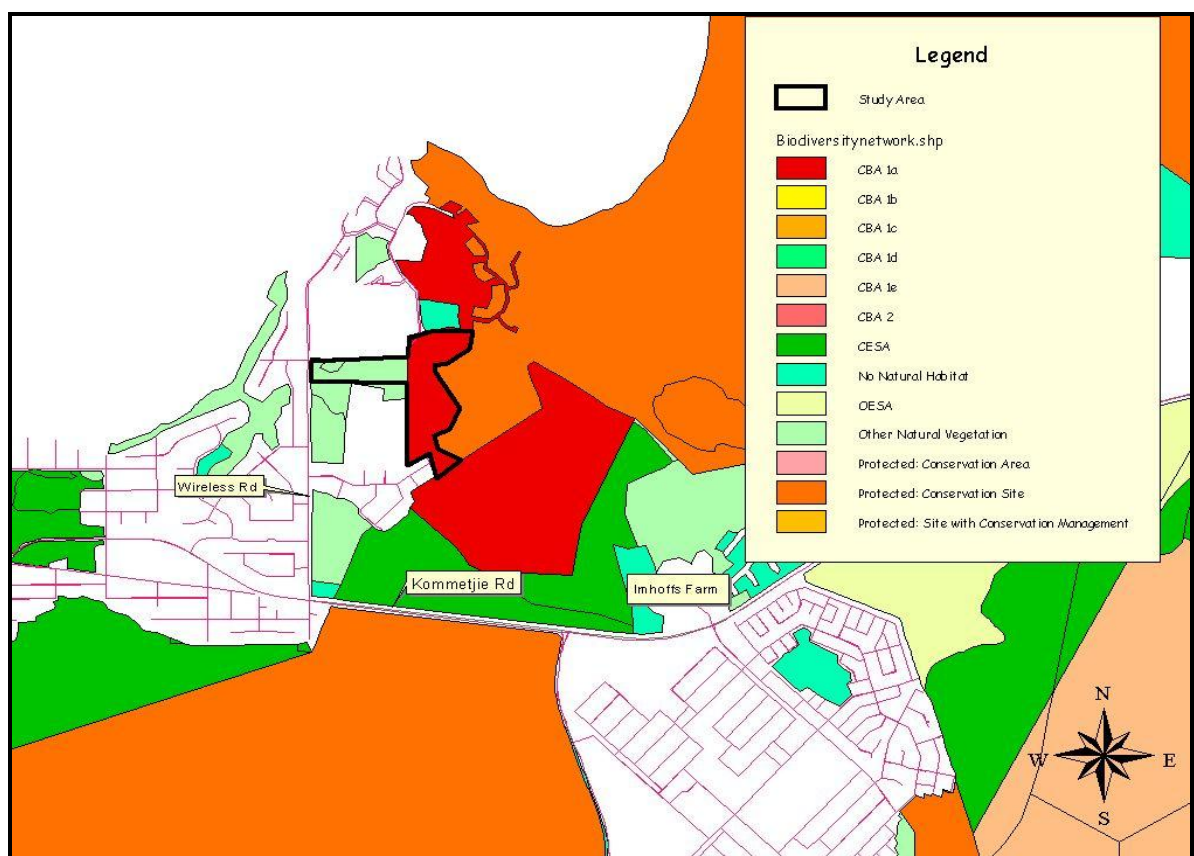 Legend
Study Area
Biodiversitynetwork.shp
CBA 1a
CBA 1b
CBA 1c
CBA 1d
CBA 1e
CBA 2
CESA
No Natural Habitat
OESA
Other Natural Vegetation
Protected: Conservation Area
Protected: Conservation Site
Protected: Site with Conservation Management
Wireless Rd
Kommetjie Rd
Imhoffs Farm
N
W E
S